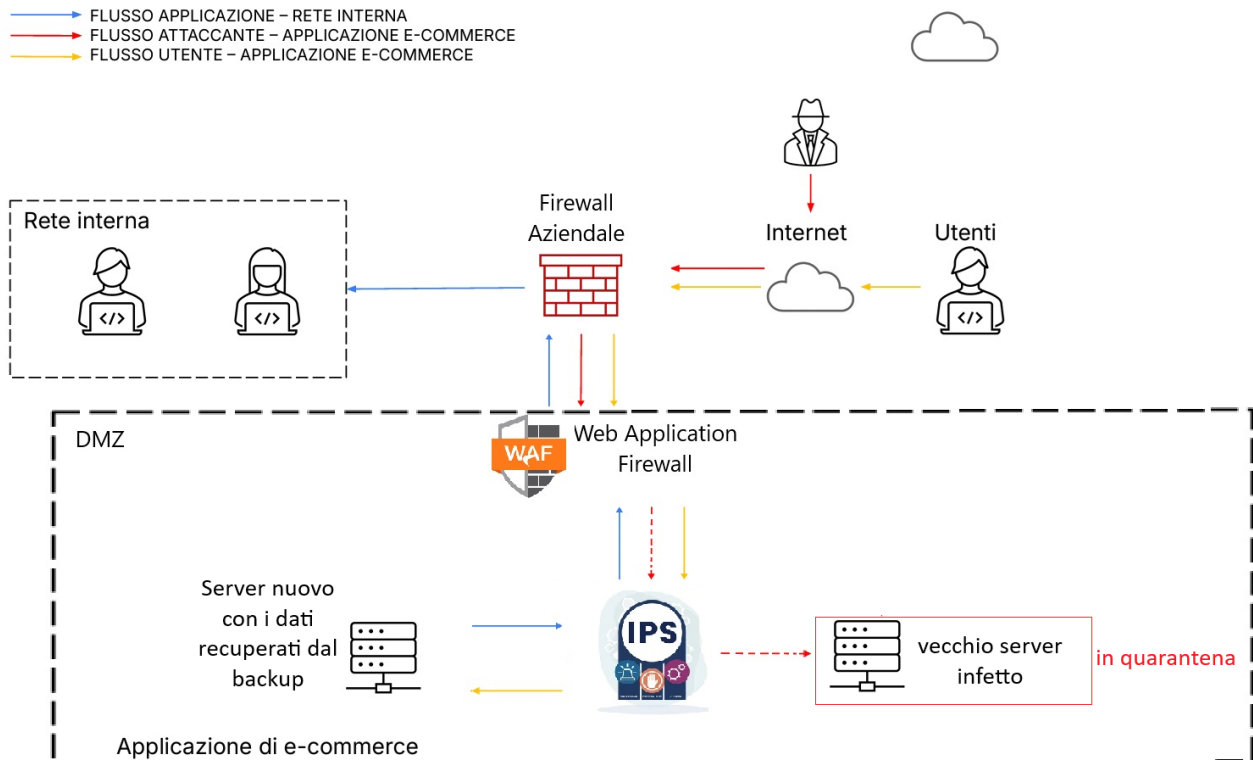 FLUSSO APPLICAZIONE – RETE INTERNA
FLUSSO ATTACCANTE – APPLICAZIONE E-COMMERCE
FLUSSO UTENTE – APPLICAZIONE E-COMMERCE
Rete interna
Firewall
Aziendale
Internet
Utenti
</>
</>
</>
DMZ
WAF
Web Application
Firewall
Server nuovo
con i dati
recuperati dal
backup
IPS
vecchio server
infetto
in quarantena
Applicazione di e-commerce